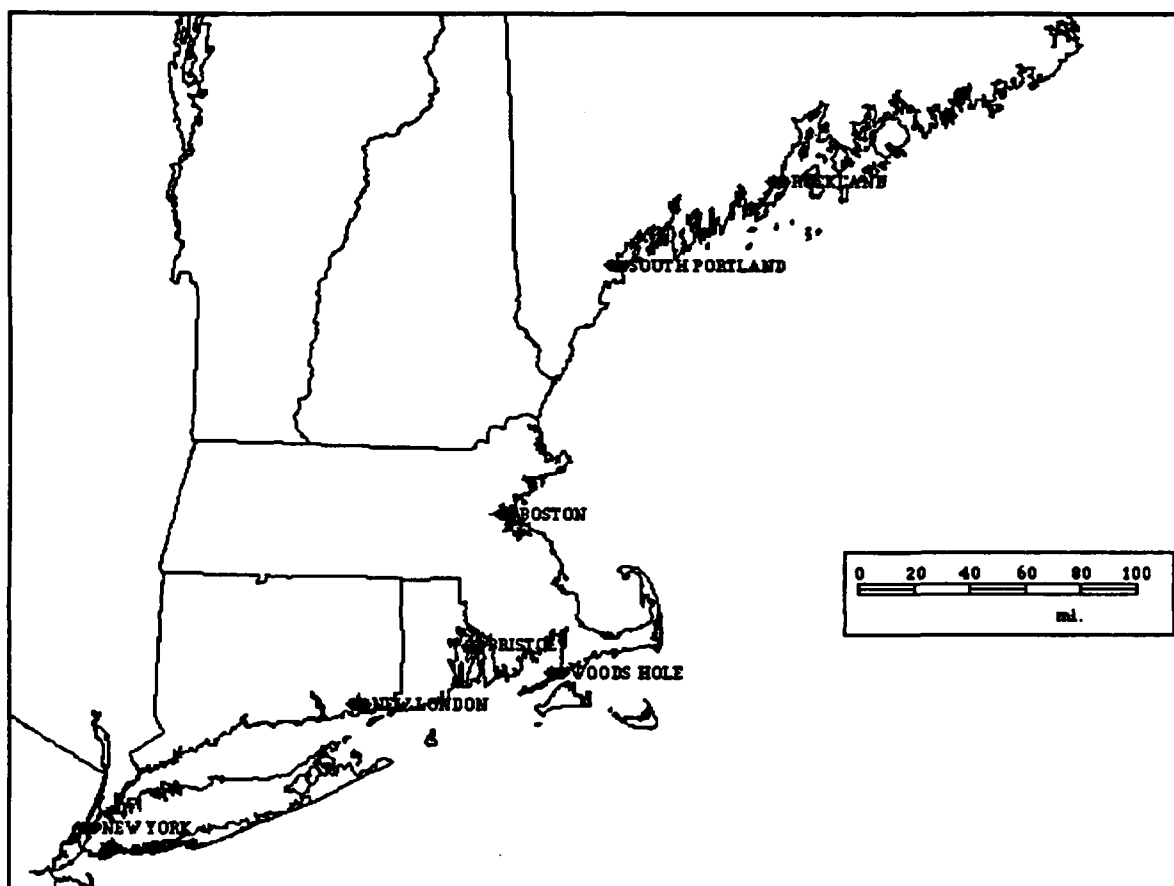 ROCKLAND
SOUTH PORTLAND
BOSTON
0 20 40 60 80 100
mi.
BRISTOL
WOODS HOLE
NEW LONDON
NEW YORK